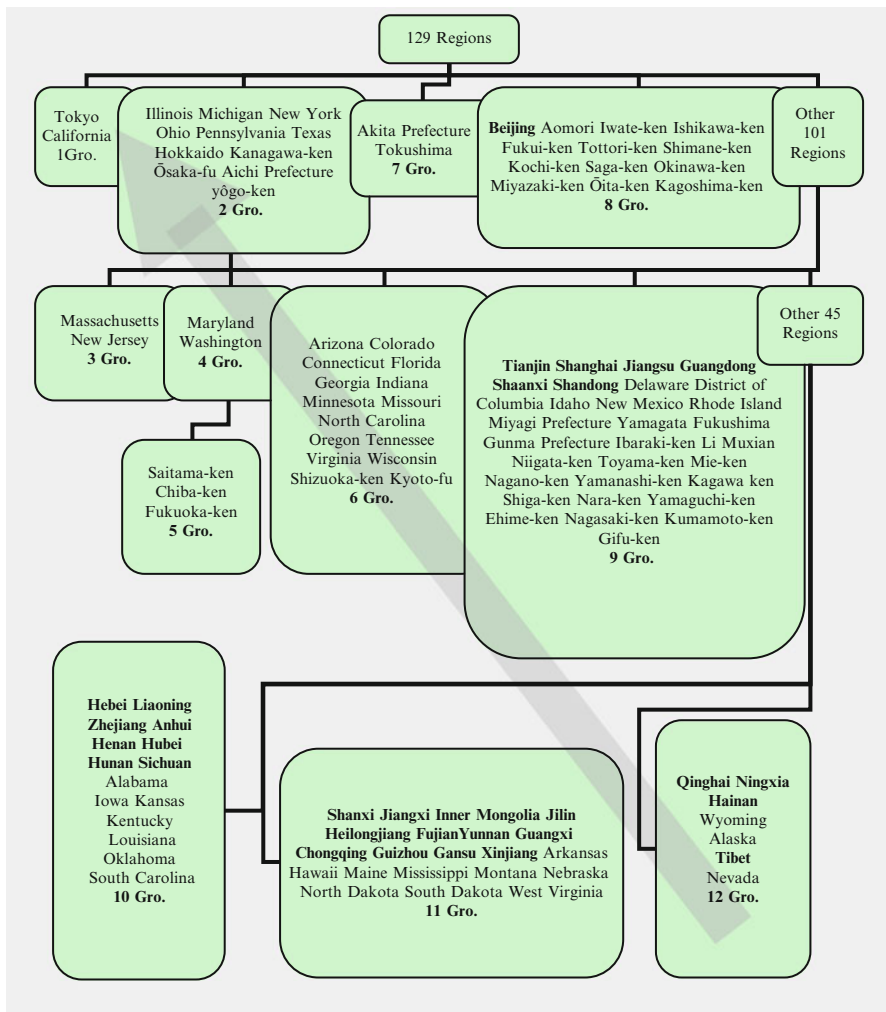 129 Regions
Tokyo
California
1Gro.
Illinois Michigan New York
Ohio Pennsylvania Texas
Hokkaido Kanagawa-ken
Ōsaka-fu Aichi Prefecture
yôgo-ken
2 Gro.
Akita Prefecture
Tokushima
7 Gro.
Beijing Aomori Iwate-ken Ishikawa-ken
Fukui-ken Tottori-ken Shimane-ken
Kochi-ken Saga-ken Okinawa-ken
Miyazaki-ken Ōita-ken Kagoshima-ken
8 Gro.
Other
101
Regions
Massachusetts
New Jersey
3 Gro.
Maryland
Washington
4 Gro.
Saitama-ken
Chiba-ken
Fukuoka-ken
5 Gro.
Arizona Colorado
Connecticut Florida
Georgia Indiana
Minnesota Missouri
North Carolina
Oregon Tennessee
Virginia Wisconsin
Shizuoka-ken Kyoto-fu
6 Gro.
Tianjin Shanghai Jiangsu Guangdong
Shaanxi Shandong Delaware District of
Columbia Idaho New Mexico Rhode Island
Miyagi Prefecture Yamagata Fukushima
Gunma Prefecture Ibaraki-ken Li Muxian
Niigata-ken Toyama-ken Mie-ken
Nagano-ken Yamanashi-ken Kagawa ken
Shiga-ken Nara-ken Yamaguchi-ken
Ehime-ken Nagasaki-ken Kumamoto-ken
Gifu-ken
9 Gro.
Other 45
Regions
Hebei Liaoning
Zhejiang Anhui
Henan Hubei
Hunan Sichuan
Alabama
Iowa Kansas
Kentucky
Louisiana
Oklahoma
South Carolina
10 Gro.
Shanxi Jiangxi Inner Mongolia Jilin
Heilongjiang FujianYunnan Guangxi
Chongqing Guizhou Gansu Xinjiang Arkansas
Hawaii Maine Mississippi Montana Nebraska
North Dakota South Dakota West Virginia
11 Gro.
Qinghai Ningxia
Hainan
Wyoming
Alaska
Tibet
Nevada
12 Gro.